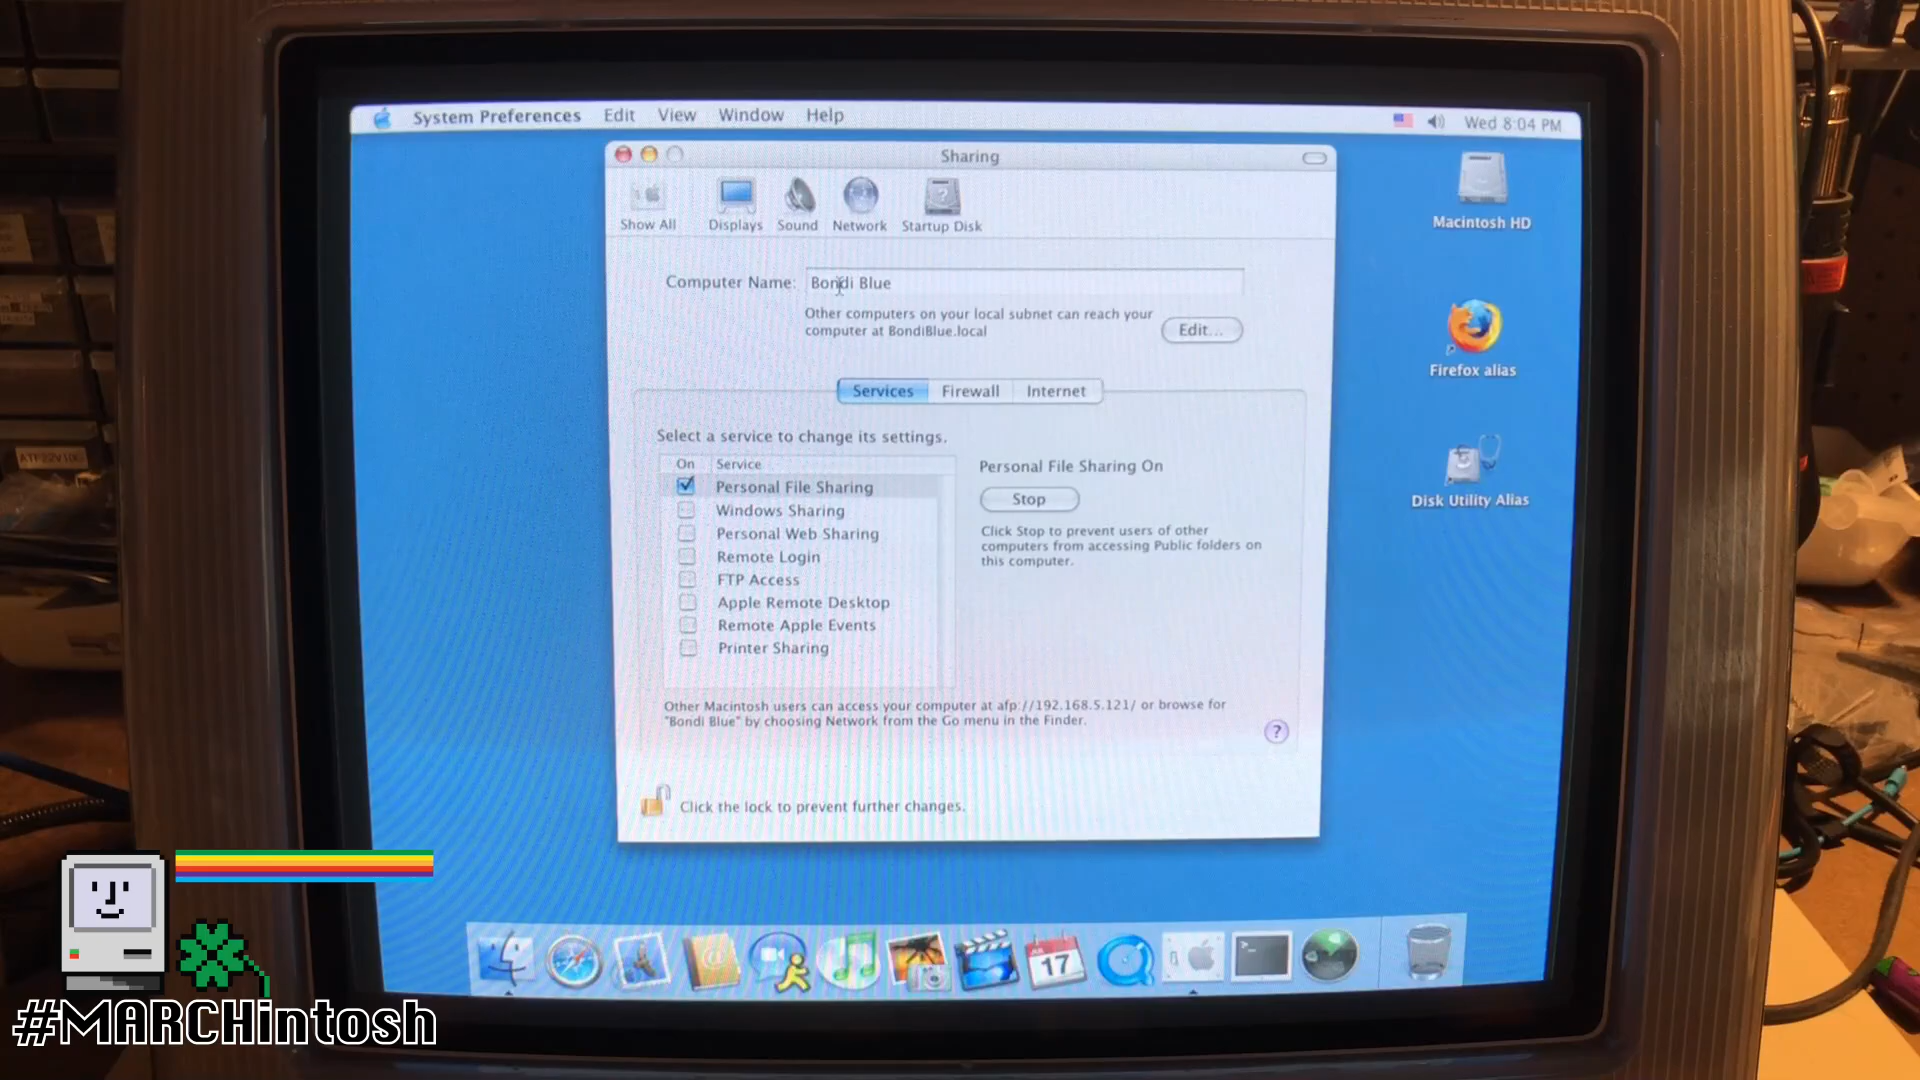 System Preferences Edit View Window Help
Wed 8:04 PM
Sharing
Show All Displays Sound Network Startup Disk
Computer Name: Bondi Blue
Other computers on your local subnet can reach your
computer at BondiBlue.local
Edit...
Services Firewall Internet
Select a service to change its settings.
On Service
Personal File Sharing
Windows Sharing
Personal Web Sharing
Remote Login
FTP Access
Apple Remote Desktop
Remote Apple Events
Printer Sharing
Personal File Sharing On
Stop
Click Stop to prevent users of other
computers from accessing Public folders on
this computer.
Other Macintosh users can access your computer at afp://192.168.5.121/ or browse for
"Bondi Blue" by choosing Network from the Go menu in the Finder.
?
Click the lock to prevent further changes.
Macintosh HD
Firefox alias
Disk Utility Alias
17
#MARCHintosh